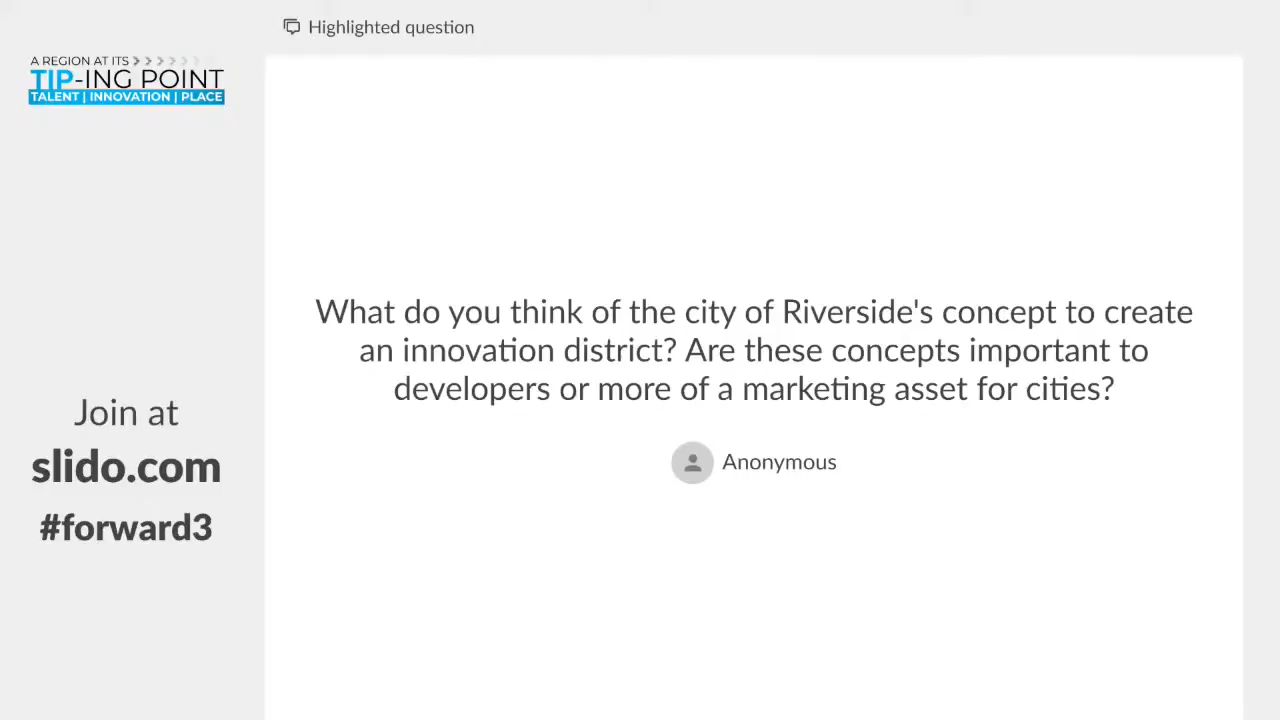 Highlighted question
A REGION AT ITS
TIP-ING POINT
TALENT | INNOVATION | PLACE
What do you think of the city of Riverside's concept to create
an innovation district? Are these concepts important to
developers or more of a marketing asset for cities?
Anonymous
Join at
slido.com
#forward3